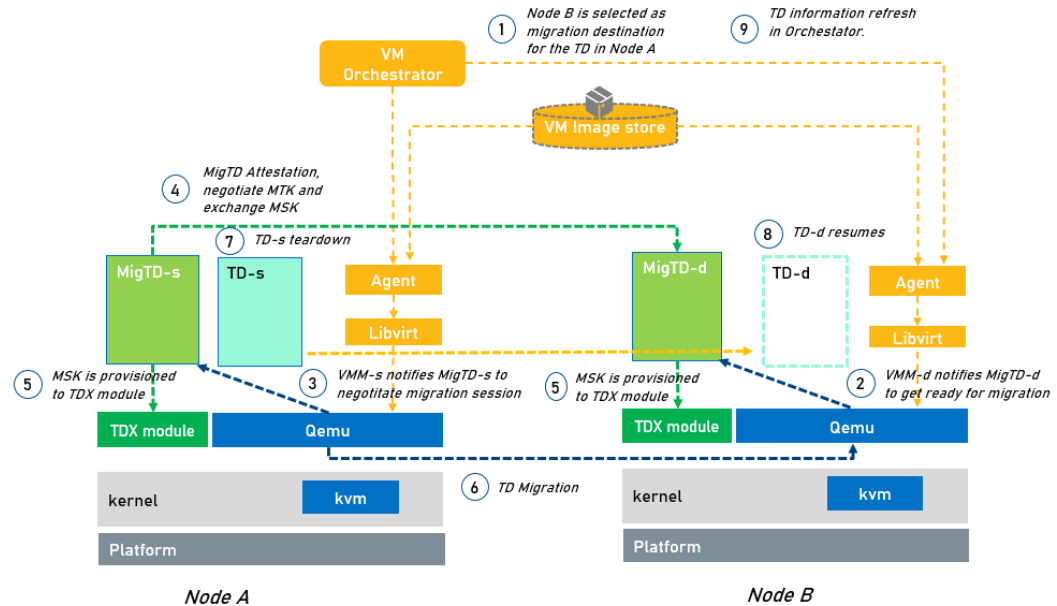 1
Node B is selected as
migration destination
for the TD in Node A
9
TD information refresh
in Orchestator.
VM
Orchestrator
VM Image store
4
MigTD Attestation,
negotiate MTK and
exchange MSK
7
TD-s teardown
8
TD-d resumes
MigTD-s
TD-s
Agent
Libvirt
MigTD-d
TD-d
Agent
Libvirt
5
MSK is provisioned
to TDX module
3
VMM-s notifies MigTD-s to
negotitate migration session
5
MSK is provisioned
to TDX module
2
VMM-d notifies MigTD-d
to get ready for migration
TDX module
Qemu
TDX module
Qemu
6
TD Migration
kernel
kvm
kernel
kvm
Platform
Platform
Node A
Node B